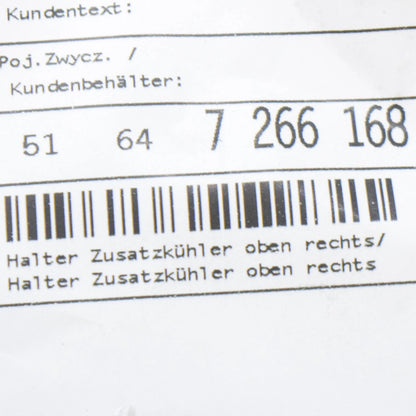 Kundentext:
Poj.Zwycz. /
Kundenbehälter:
51 64 7 266 168
Halter Zusatzkühler oben rechts/
Halter Zusatzkühler oben rechts